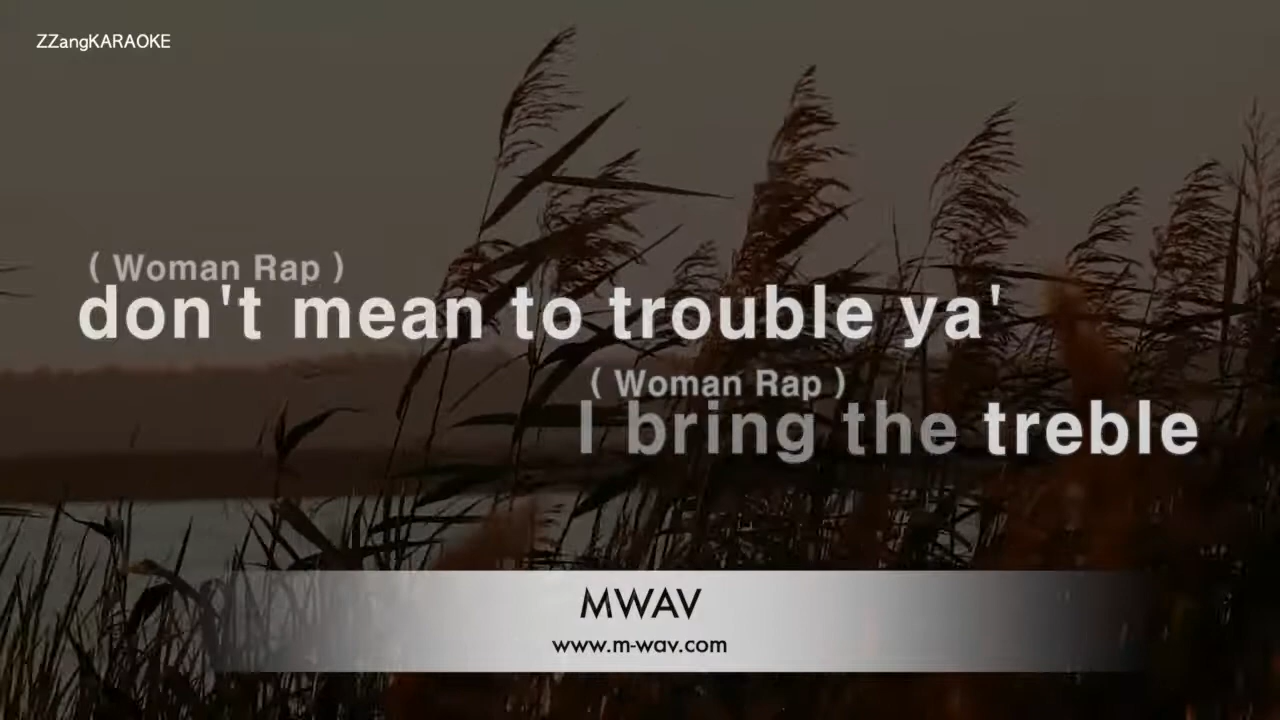 ZZangKARAOKE
( Woman Rap )
don't mean to trouble ya'
( Woman Rap )
I bring the treble
MWAV
www.m-wav.com